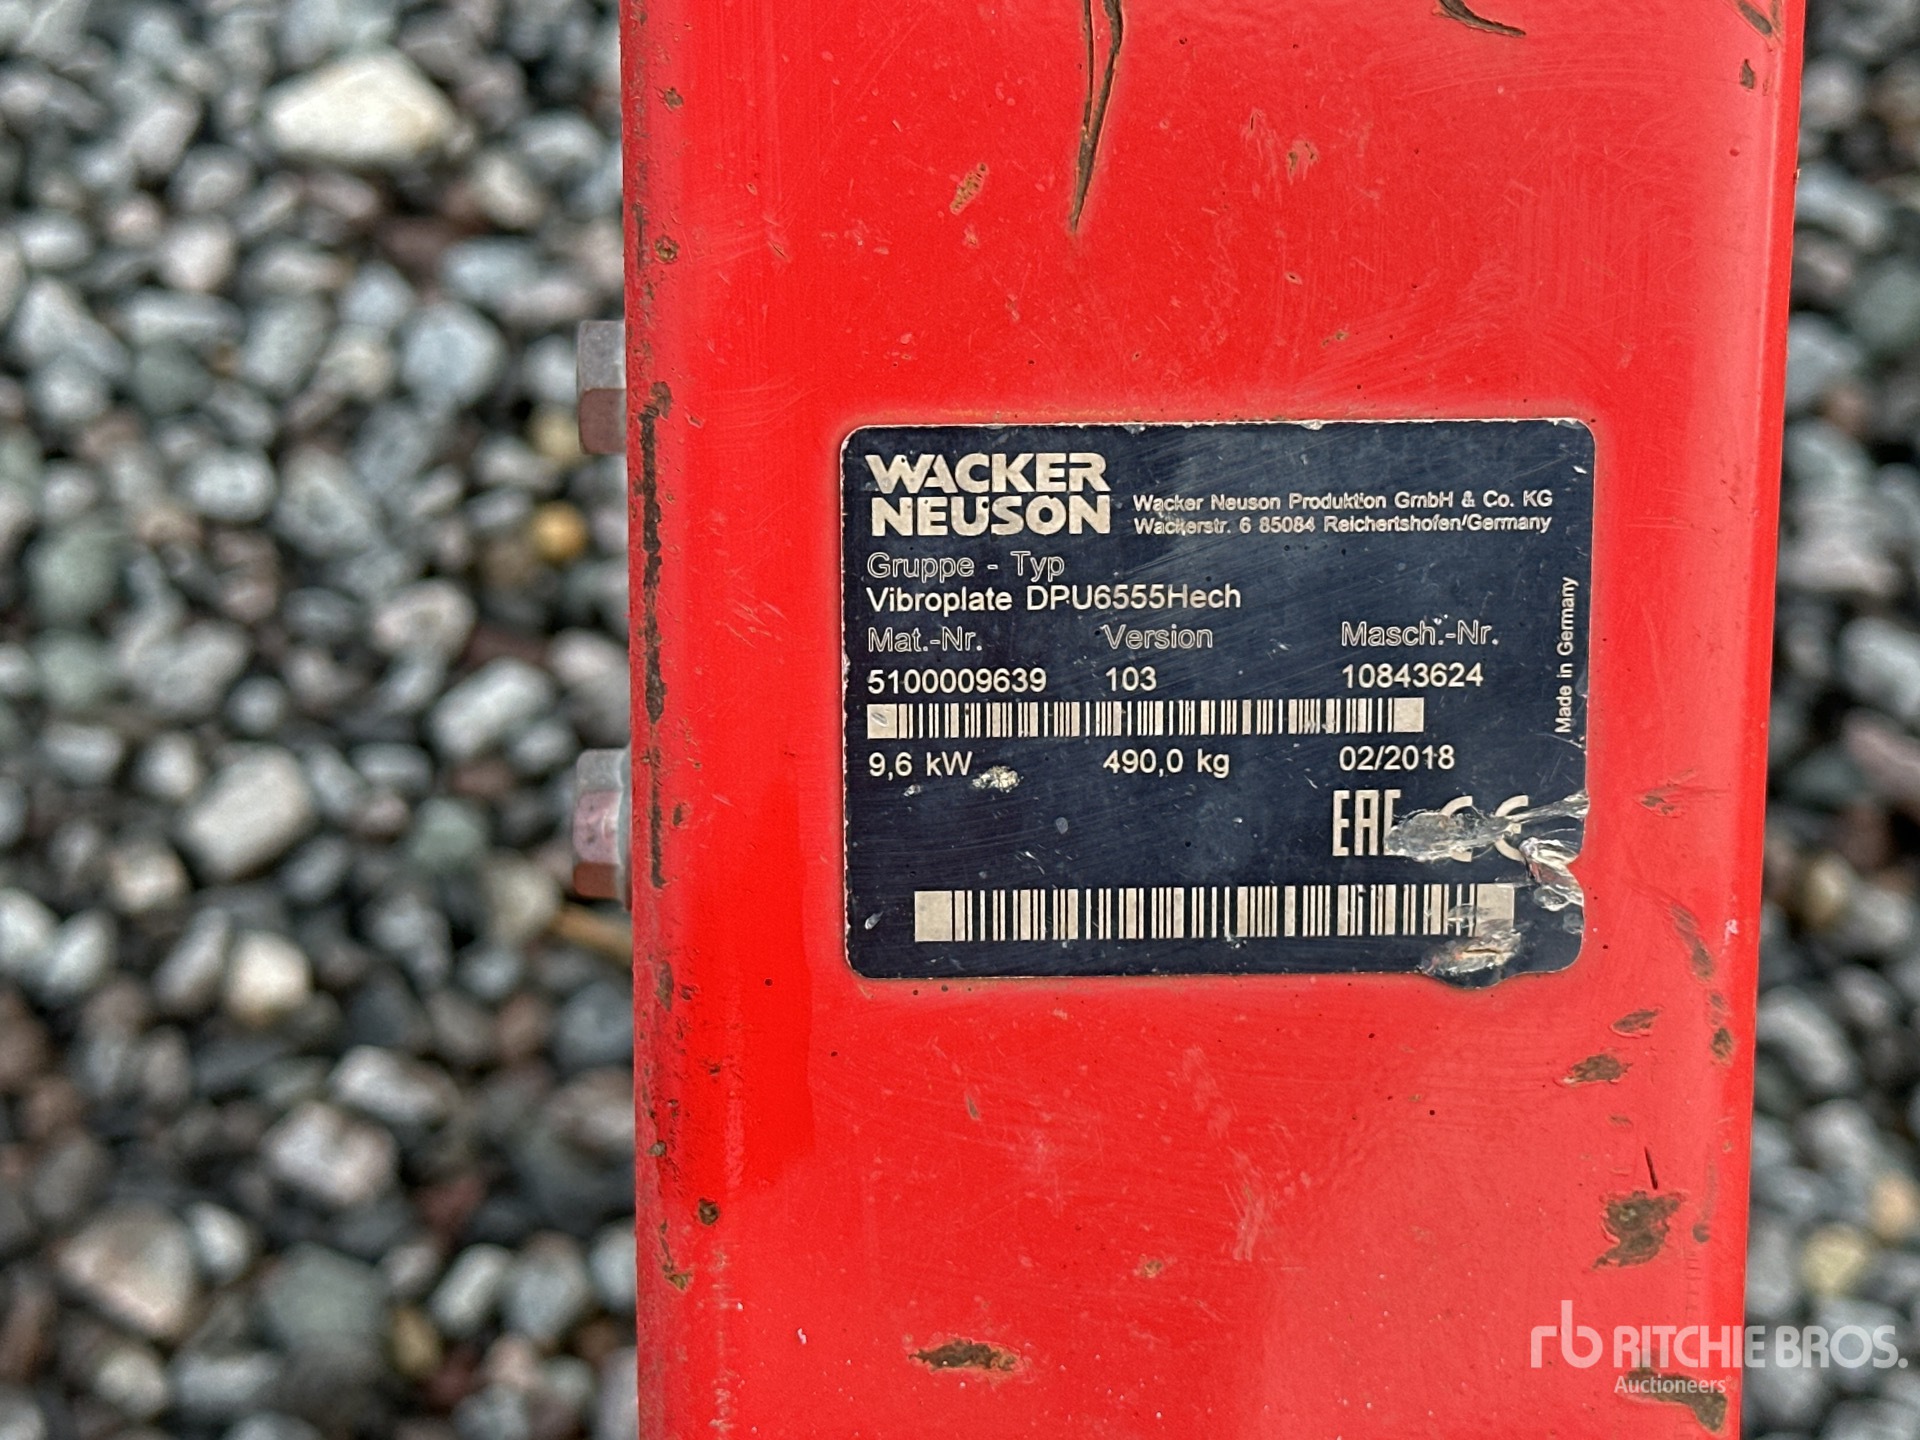 WACKER
NEUSON
Wacker Neuson Produktion GmbH & Co. KG
Wackerstr. 6 85084 Reichertshofen/Germany
Gruppe - Typ
Vibroplate DPU6555Hech
Mat.-Nr. Version Masch.-Nr.
5100009639 103 10843624
9,6 kW 490,0 kg 02/2018
Made in Germany
EAC CE
rb RITCHIE BROS.
Auctioneers